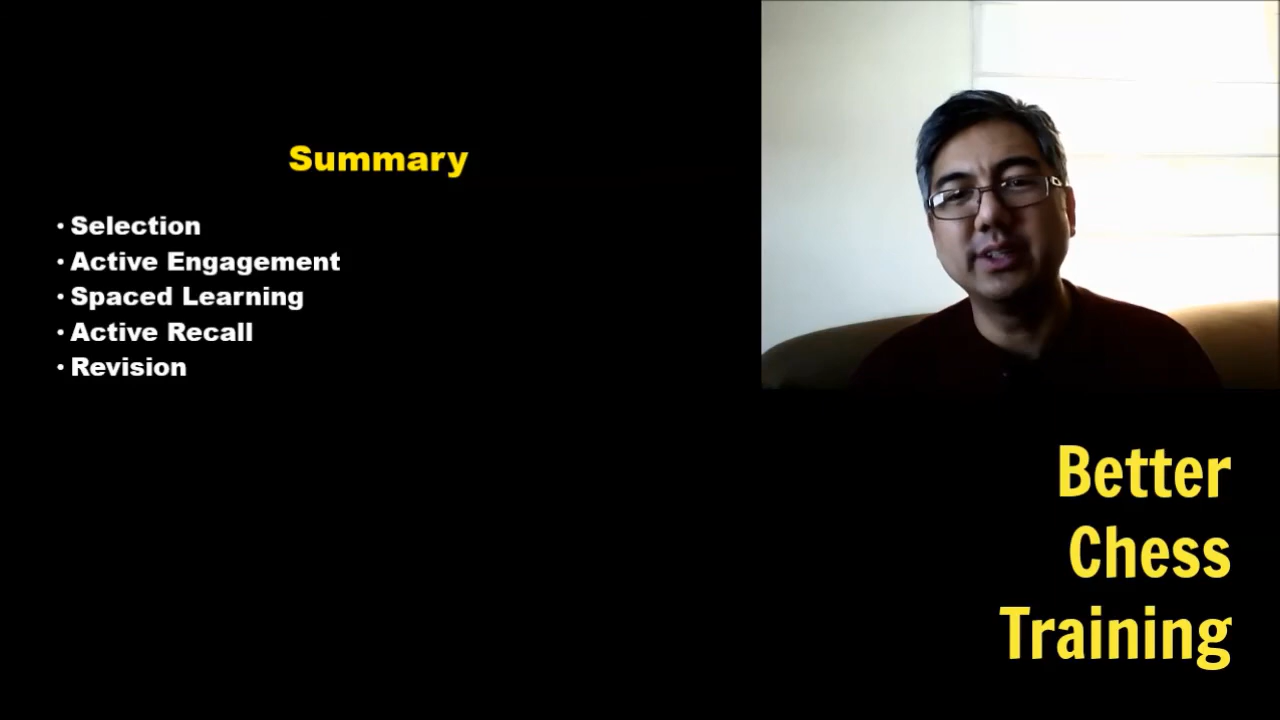 Summary
• Selection
• Active Engagement
• Spaced Learning
• Active Recall
• Revision
Better
Chess
Training